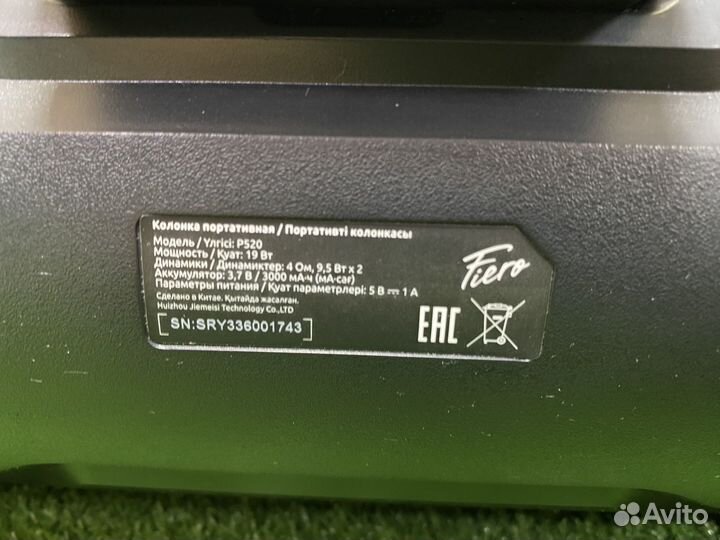 Колонка портативная / Портативті колонкасы
Модель / Үлгісі: P520
Мощность / Қуат: 19 Вт
Динамики / Динамиктер: 4 Ом, 9,5 Вт x 2
Аккумулятор: 3,7 В / 3000 мА·ч (мА·сағ)
Параметры питания / Қуат параметрлері: 5 В ⎓ 1 А
Сделано в Китае. Қытайда жасалған.
Huizhou Jiemeisi Technology Co.,LTD
SN:SRY336001743
Fiero
EAC
Avito